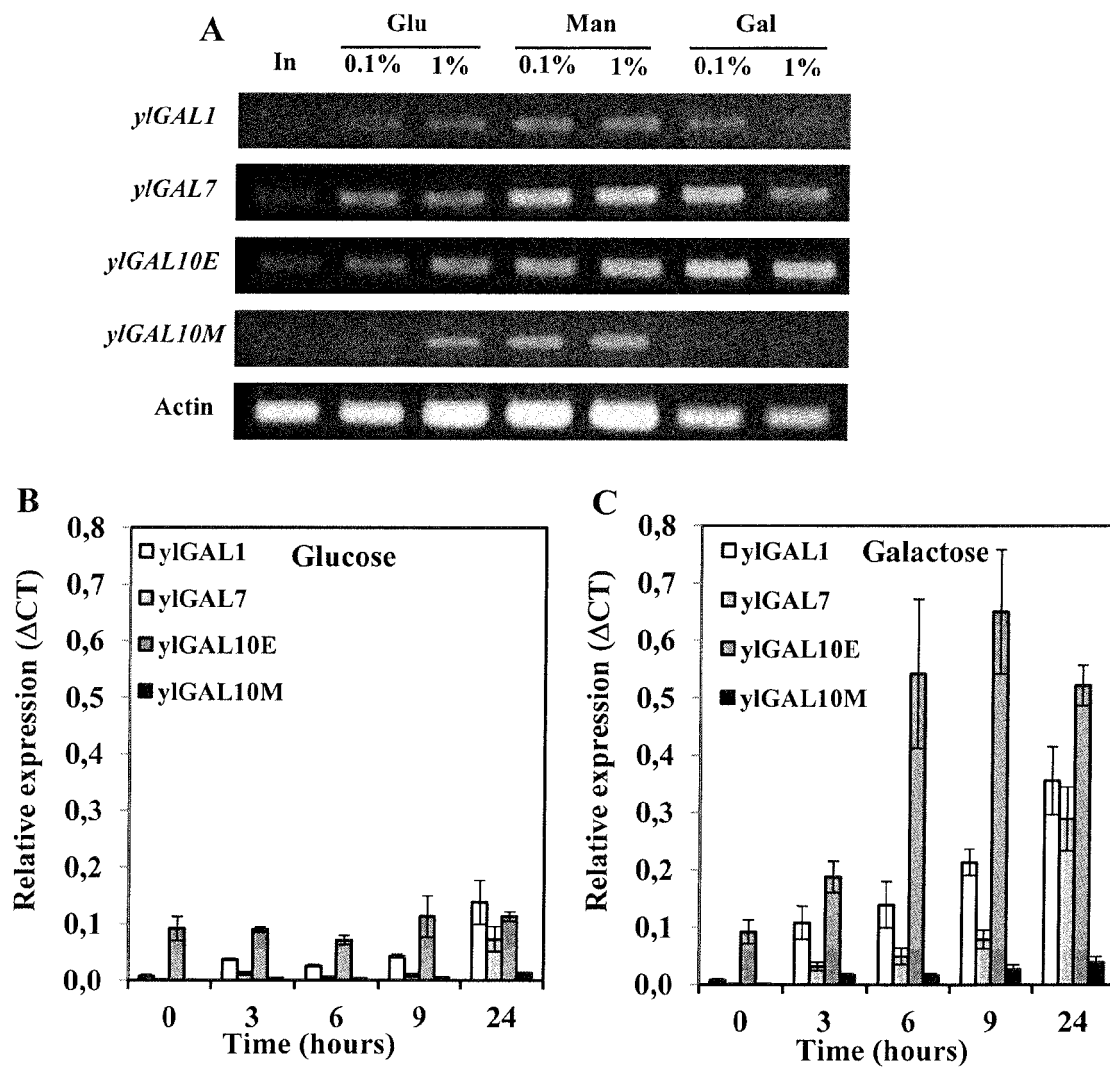 A
Glu Man Gal
In 0.1% 1% 0.1% 1% 0.1% 1%
ylGAL1
ylGAL7
ylGAL10E
ylGAL10M
Actin
B
Relative expression (ΔCT)
0,8
0,7
0,6
0,5
0,4
0,3
0,2
0,1
0,0
Glucose
ylGAL1
ylGAL7
ylGAL10E
ylGAL10M
0 3 6 9 24
Time (hours)
C
Relative expression (ΔCT)
0,8
0,7
0,6
0,5
0,4
0,3
0,2
0,1
0,0
Galactose
ylGAL1
ylGAL7
ylGAL10E
ylGAL10M
0 3 6 9 24
Time (hours)